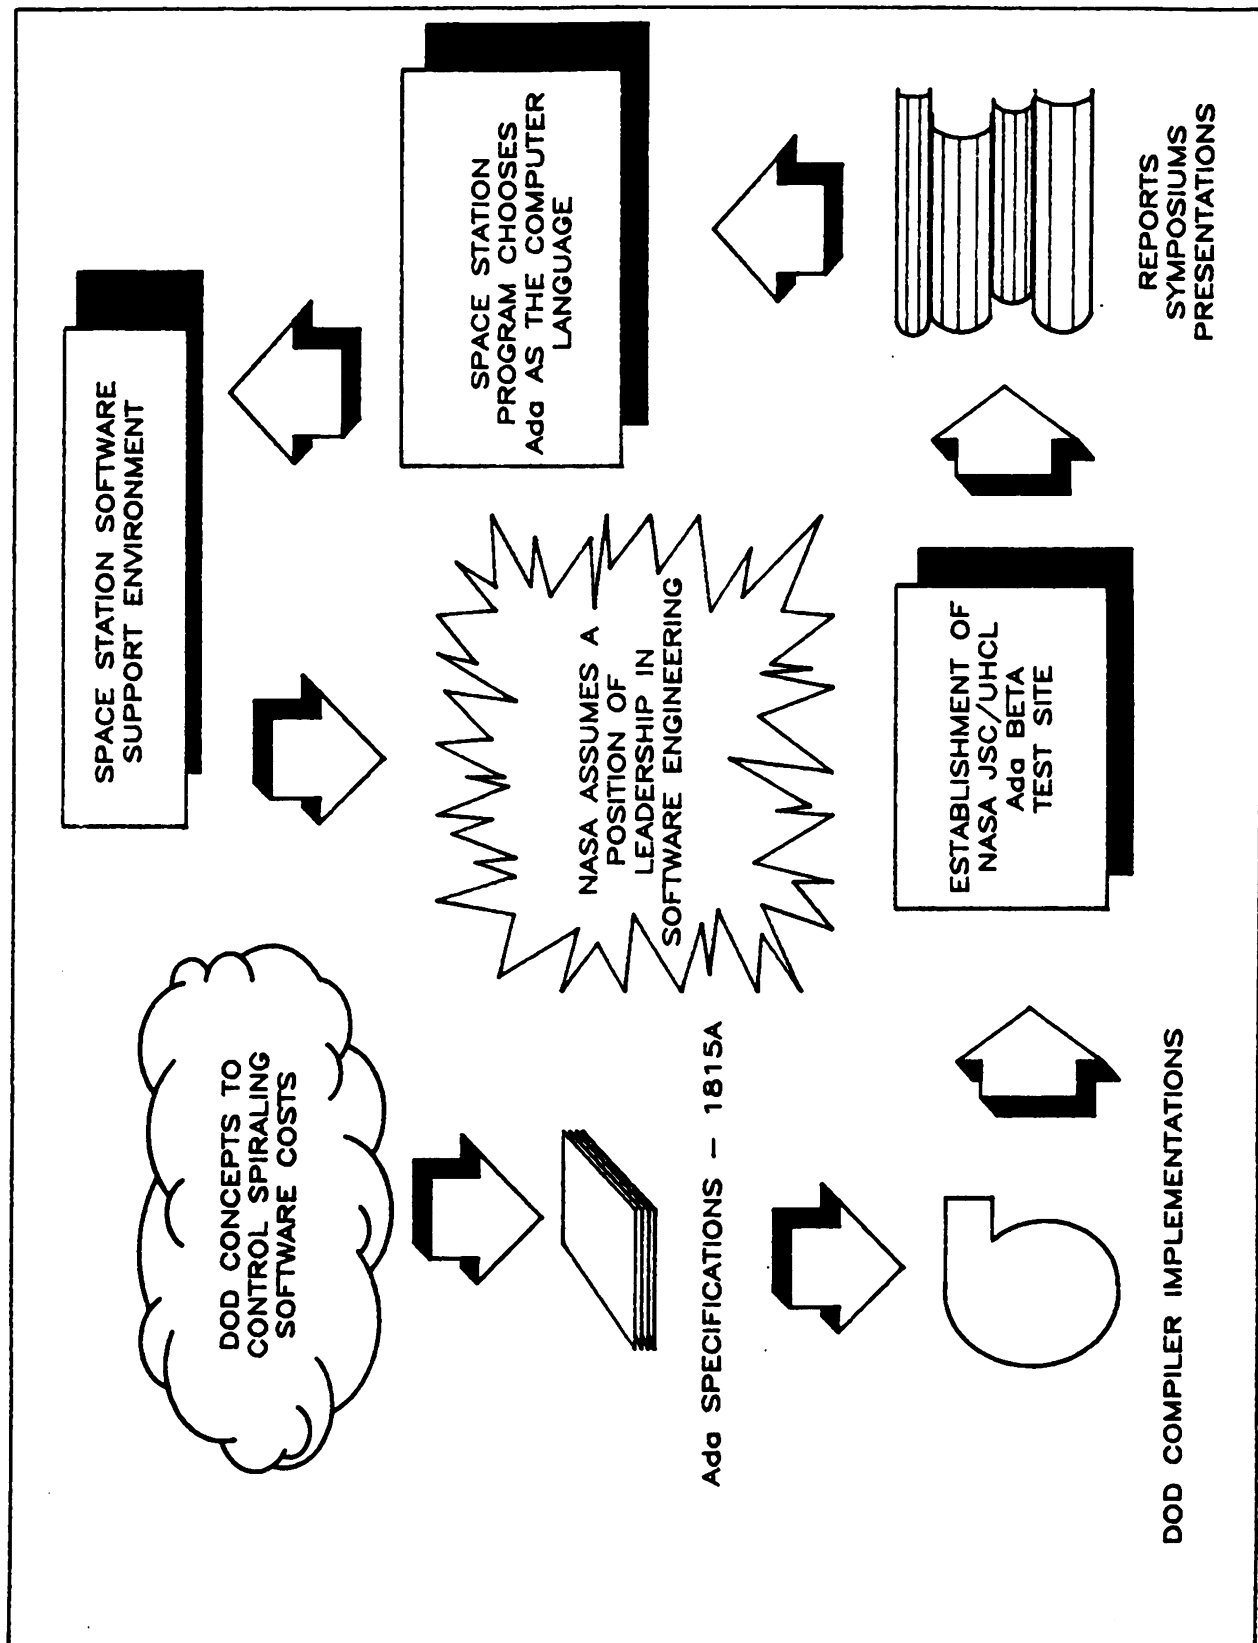 DOD CONCEPTS TO
CONTROL SPIRALING
SOFTWARE COSTS
Ada SPECIFICATIONS – 1815A
DOD COMPILER IMPLEMENTATIONS
ESTABLISHMENT OF
NASA JSC/UHCL
Ada BETA
TEST SITE
REPORTS
SYMPOSIUMS
PRESENTATIONS
SPACE STATION
PROGRAM CHOOSES
Ada AS THE COMPUTER
LANGUAGE
SPACE STATION SOFTWARE
SUPPORT ENVIRONMENT
NASA ASSUMES A
POSITION OF
LEADERSHIP IN
SOFTWARE ENGINEERING